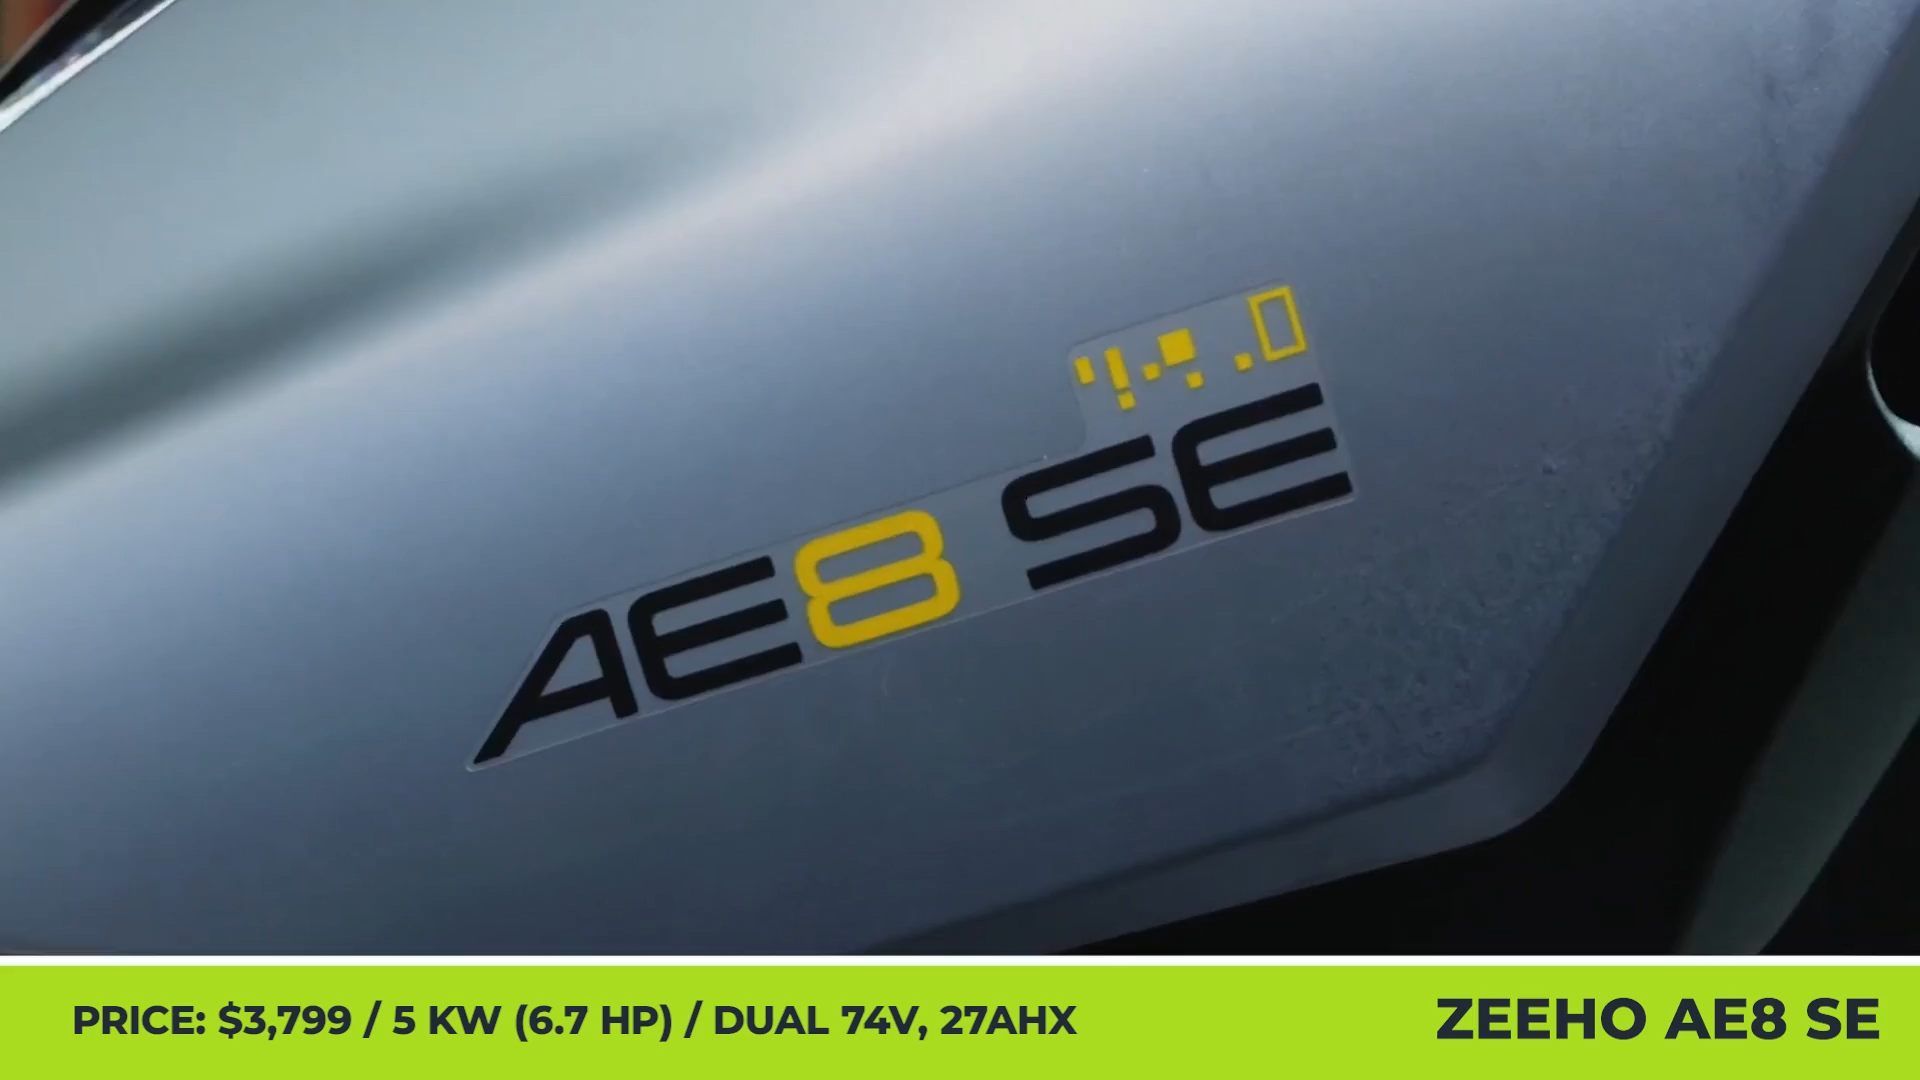 AE8 SE
PRICE: $3,799 / 5 KW (6.7 HP) / DUAL 74V, 27AHX
ZEEHO AE8 SE